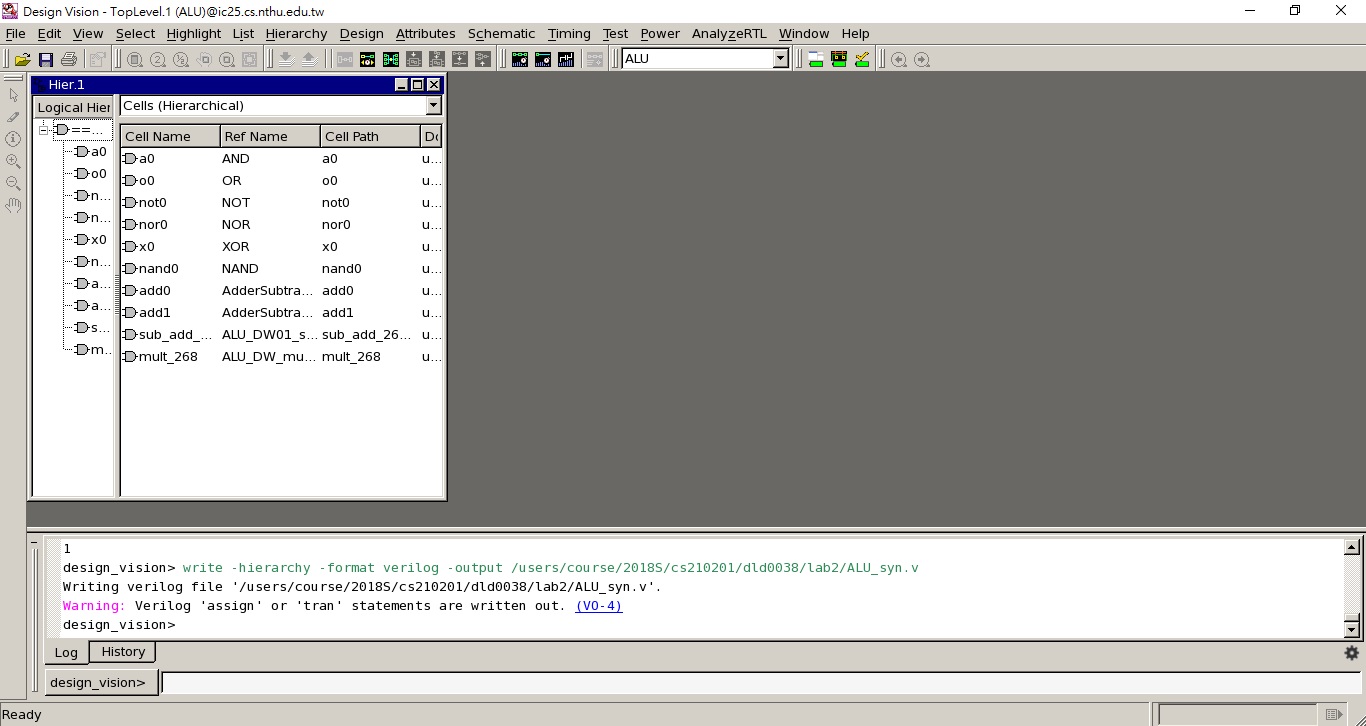 Design Vision - TopLevel.1 (ALU)@ic25.cs.nthu.edu.tw
File Edit View Select Highlight List Hierarchy Design Attributes Schematic Timing Test Power AnalyzeRTL Window Help
ALU
Hier.1
Logical Hier
Cells (Hierarchical)
==...
a0
o0
n...
n...
x0
n...
a...
a...
s...
m...
Cell Name Ref Name Cell Path Do
a0 AND a0 u...
o0 OR o0 u...
not0 NOT not0 u...
nor0 NOR nor0 u...
x0 XOR x0 u...
nand0 NAND nand0 u...
add0 AdderSubtra... add0 u...
add1 AdderSubtra... add1 u...
sub_add_... ALU_DW01_s... sub_add_26... u...
mult_268 ALU_DW_mu... mult_268 u...
1
design_vision> write -hierarchy -format verilog -output /users/course/2018S/cs210201/dld0038/lab2/ALU_syn.v
Writing verilog file '/users/course/2018S/cs210201/dld0038/lab2/ALU_syn.v'.
Warning: Verilog 'assign' or 'tran' statements are written out. (VO-4)
design_vision>
Log History
design_vision>
Ready